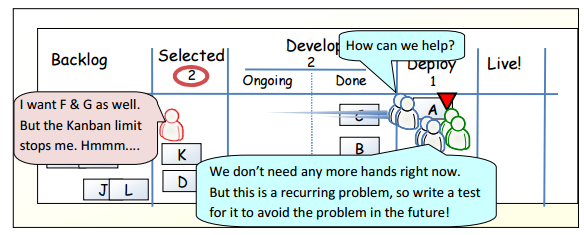 Backlog
Selected
2
Develop
2
Ongoing
Done
How can we help?
Deploy
1
Live!
I want F & G as well.
But the Kanban limit
stops me. Hmmm....
C
A
B
K
D
J L
We don't need any more hands right now.
But this is a recurring problem, so write a test
for it to avoid the problem in the future!